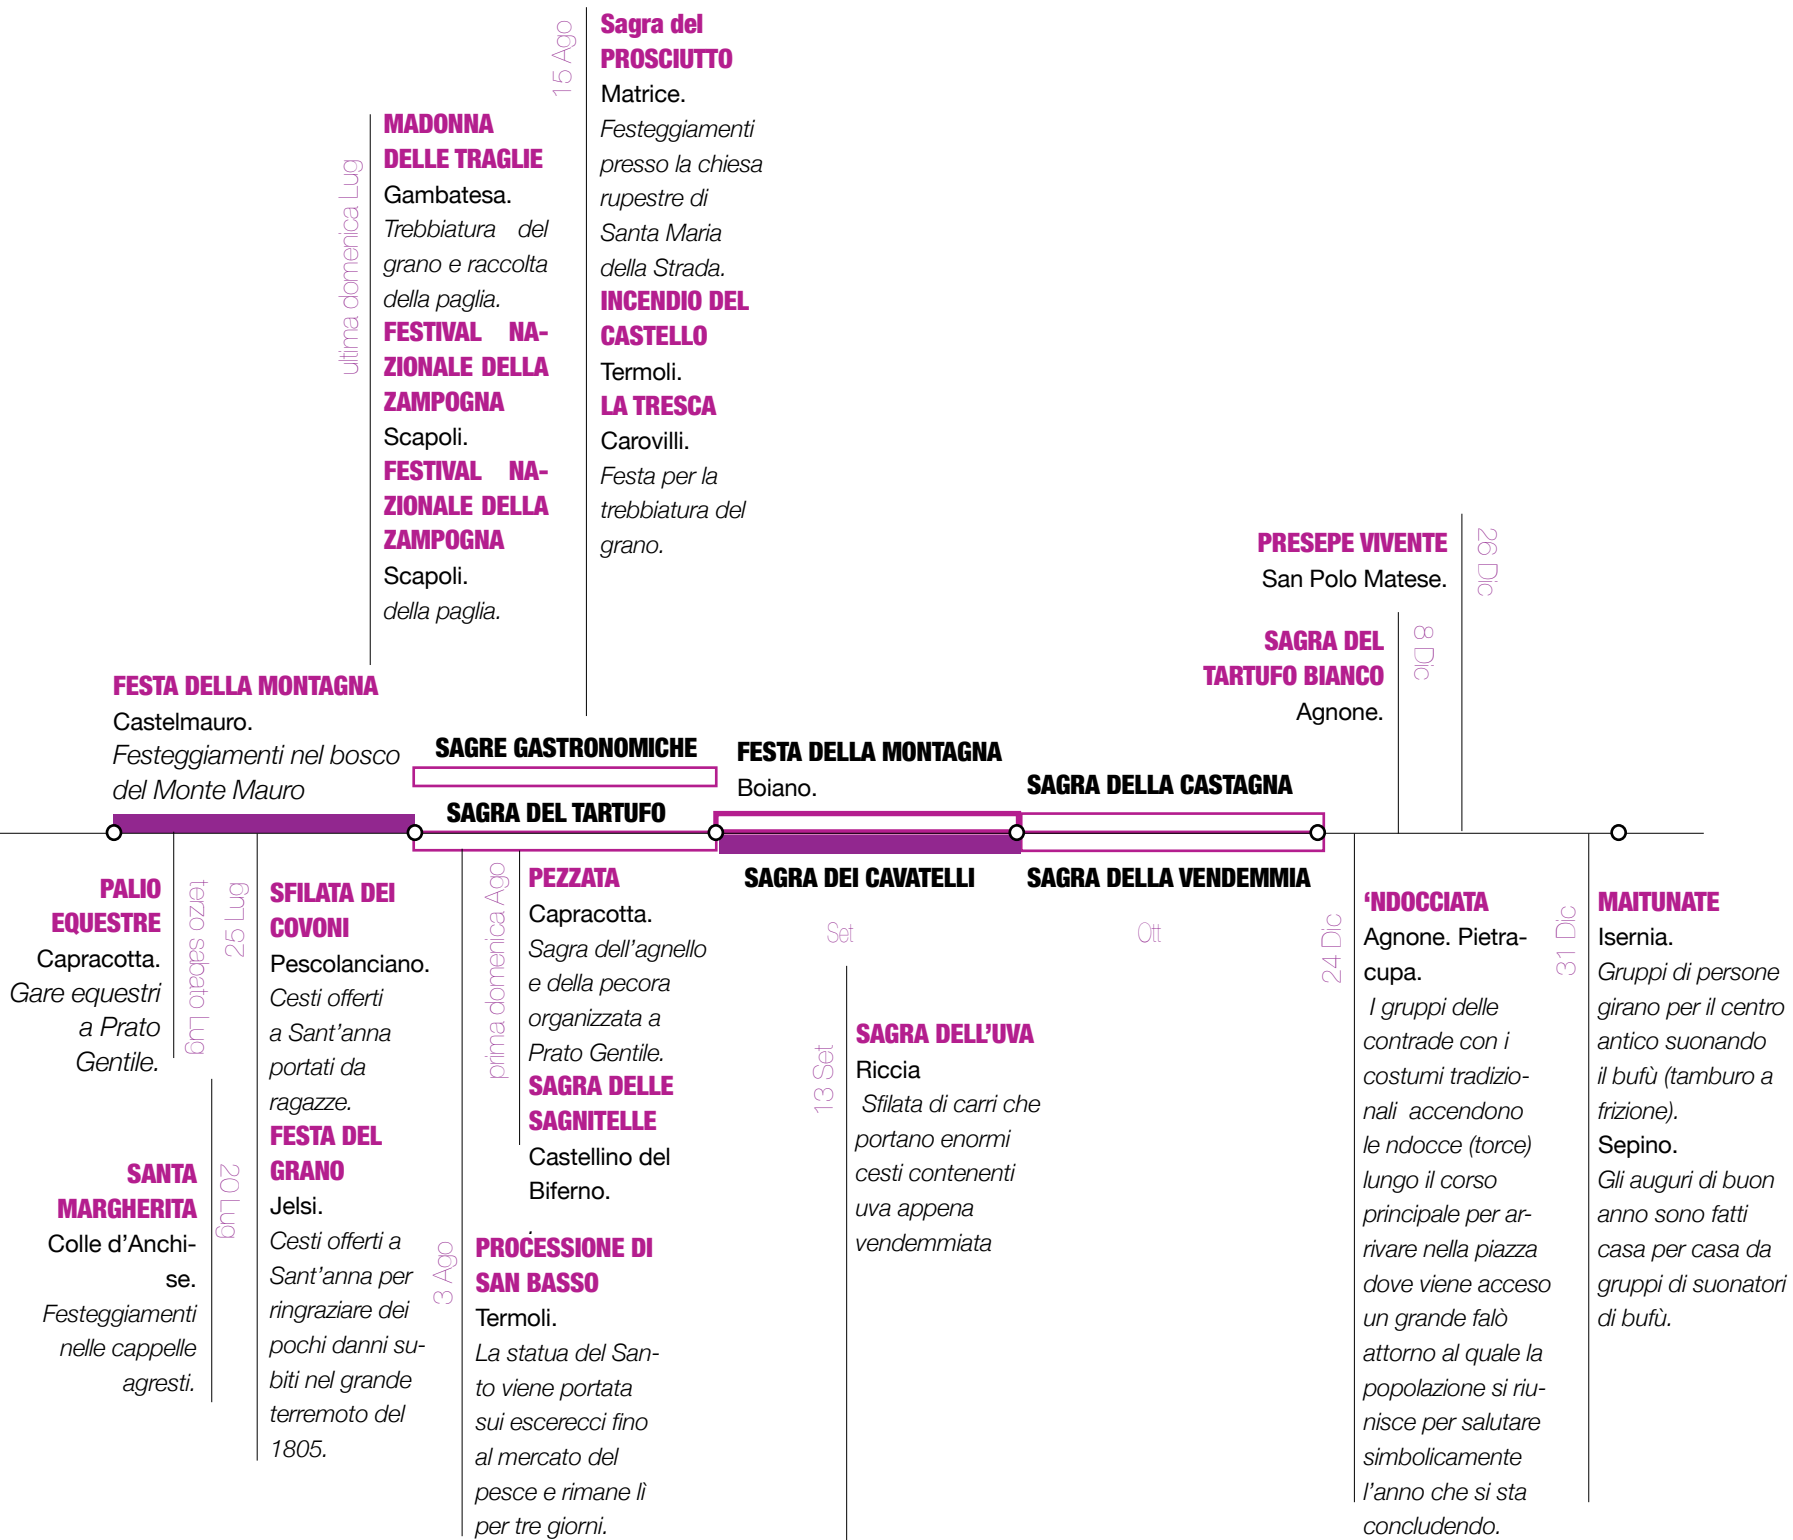 15 Ago
Sagra del
PROSCIUTTO
Matrice.
Festeggiamenti
presso la chiesa
rupestre di
Santa Maria
della Strada.
INCENDIO DEL
CASTELLO
Termoli.
LA TRESCA
Carovilli.
Festa per la
trebbiatura del
grano.
ultima domenica Lug
MADONNA
DELLE TRAGLIE
Gambatesa.
Trebbiatura del
grano e raccolta
della paglia.
FESTIVAL NA-
ZIONALE DELLA
ZAMPOGNA
Scapoli.
FESTIVAL NA-
ZIONALE DELLA
ZAMPOGNA
Scapoli.
della paglia.
PRESEPE VIVENTE
San Polo Matese.
26 Dic
SAGRA DEL
TARTUFO BIANCO
Agnone.
8 Dic
FESTA DELLA MONTAGNA
Castelmauro.
Festeggiamenti nel bosco
del Monte Mauro
SAGRE GASTRONOMICHE
SAGRA DEL TARTUFO
FESTA DELLA MONTAGNA
Boiano.
SAGRA DELLA CASTAGNA
SAGRA DEI CAVATELLI
SAGRA DELLA VENDEMMIA
Set
Ott
PALIO
EQUESTRE
Capracotta.
Gare equestri
a Prato
Gentile.
terzo sabato Lug
SANTA
MARGHERITA
Colle d'Anchi-
se.
Festeggiamenti
nelle cappelle
agresti.
20 Lug
25 Lug
SFILATA DEI
COVONI
Pescolanciano.
Cesti offerti
a Sant'anna
portati da
ragazze.
FESTA DEL
GRANO
Jelsi.
Cesti offerti a
Sant'anna per
ringraziare dei
pochi danni su-
biti nel grande
terremoto del
1805.
prima domenica Ago
PEZZATA
Capracotta.
Sagra dell'agnello
e della pecora
organizzata a
Prato Gentile.
SAGRA DELLE
SAGNITELLE
Castellino del
Biferno.
.
3 Ago
PROCESSIONE DI
SAN BASSO
Termoli.
La statua del San-
to viene portata
sui escerecci fino
al mercato del
pesce e rimane lì
per tre giorni.
13 Set
SAGRA DELL'UVA
Riccia
Sfilata di carri che
portano enormi
cesti contenenti
uva appena
vendemmiata
24 Dic
‘NDOCCIATA
Agnone. Pietra-
cupa.
I gruppi delle
contrade con i
costumi tradizio-
nali accendono
le ndocce (torce)
lungo il corso
principale per ar-
rivare nella piazza
dove viene acceso
un grande falò
attorno al quale la
popolazione si riu-
nisce per salutare
simbolicamente
l'anno che si sta
concludendo.
31 Dic
MAITUNATE
Isernia.
Gruppi di persone
girano per il centro
antico suonando
il bufù (tamburo a
frizione).
Sepino.
Gli auguri di buon
anno sono fatti
casa per casa da
gruppi di suonatori
di bufù.